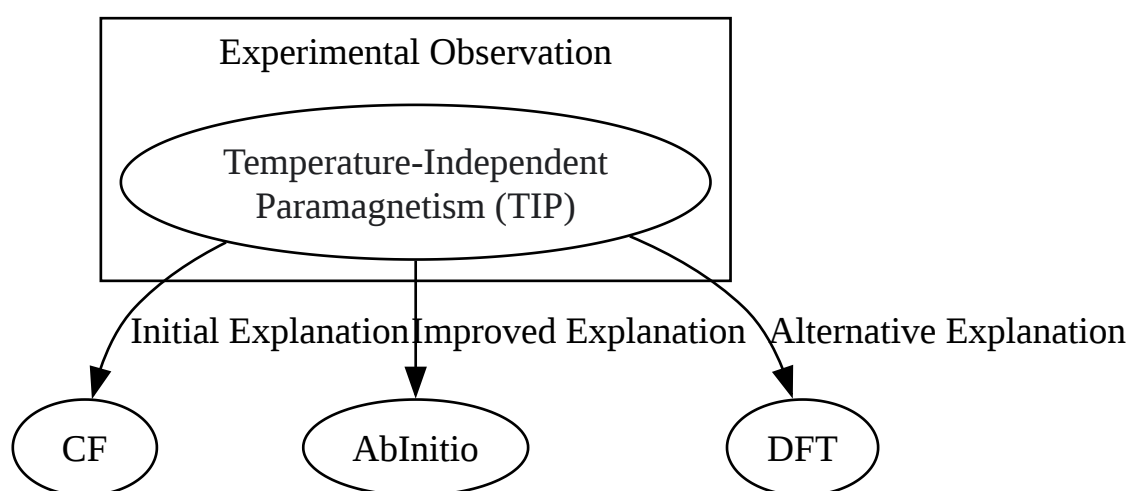 Experimental Observation
Temperature-Independent
Paramagnetism (TIP)
Initial Explanation
Improved Explanation
Alternative Explanation
CF
AbInitio
DFT